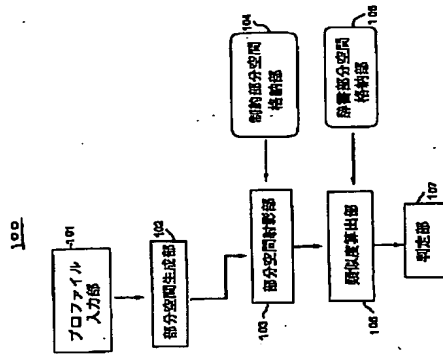 100
101
プロファイル
入力部
102
部分空間生成部
103
部分空間射影部
104
制約部分空間
格納部
105
辞書部分空間
格納部
106
類似度算出部
107
判定部